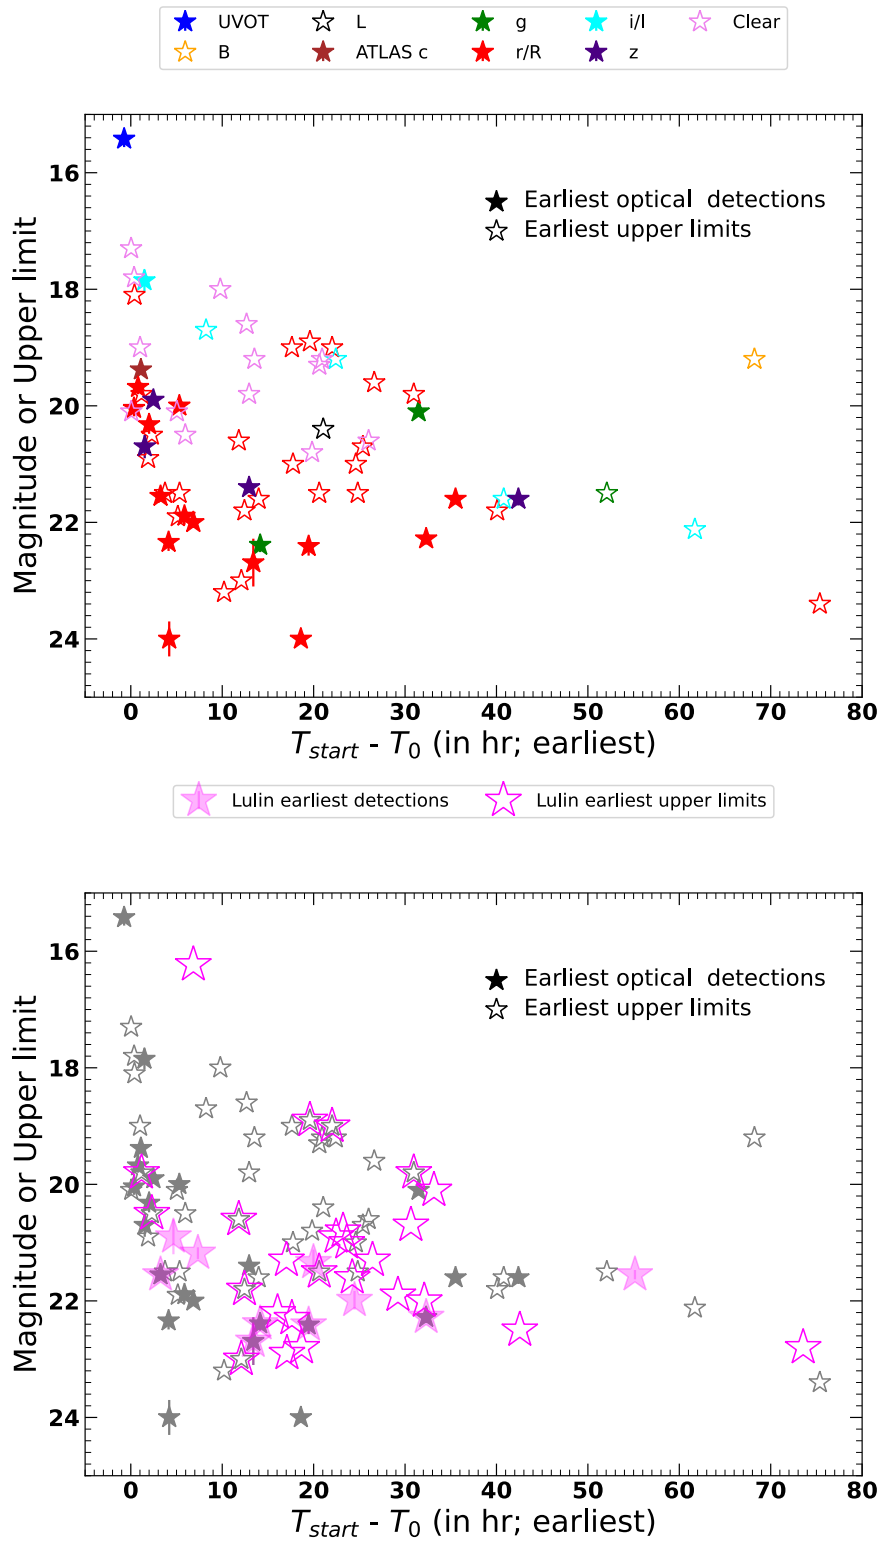 UVOT L g i/I Clear
B ATLAS c r/R z
Earliest optical detections
Earliest upper limits
Magnitude or Upper limit
16
18
20
22
24
0 10 20 30 40 50 60 70 80
T_start - T_0 (in hr; earliest)
Lulin earliest detections Lulin earliest upper limits
Earliest optical detections
Earliest upper limits
Magnitude or Upper limit
16
18
20
22
24
0 10 20 30 40 50 60 70 80
T_start - T_0 (in hr; earliest)